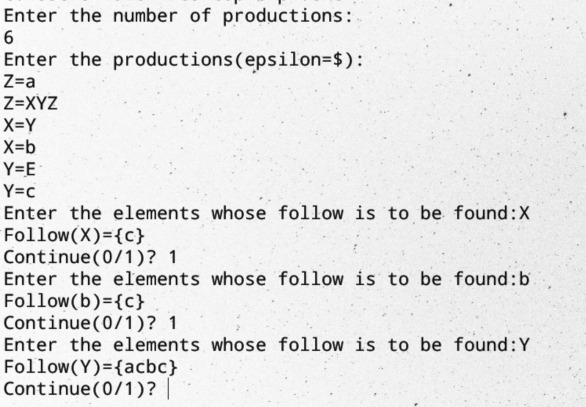 Enter the number of productions:
6
Enter the productions(epsilon=$):
Z=a
Z=XYZ
X=Y
X=b
Y=E
Y=c
Enter the elements whose follow is to be found:X
Follow(X)={c}
Continue(0/1)? 1
Enter the elements whose follow is to be found:b
Follow(b)={c}
Continue(0/1)? 1
Enter the elements whose follow is to be found:Y
Follow(Y)={acbc}
Continue(0/1)?